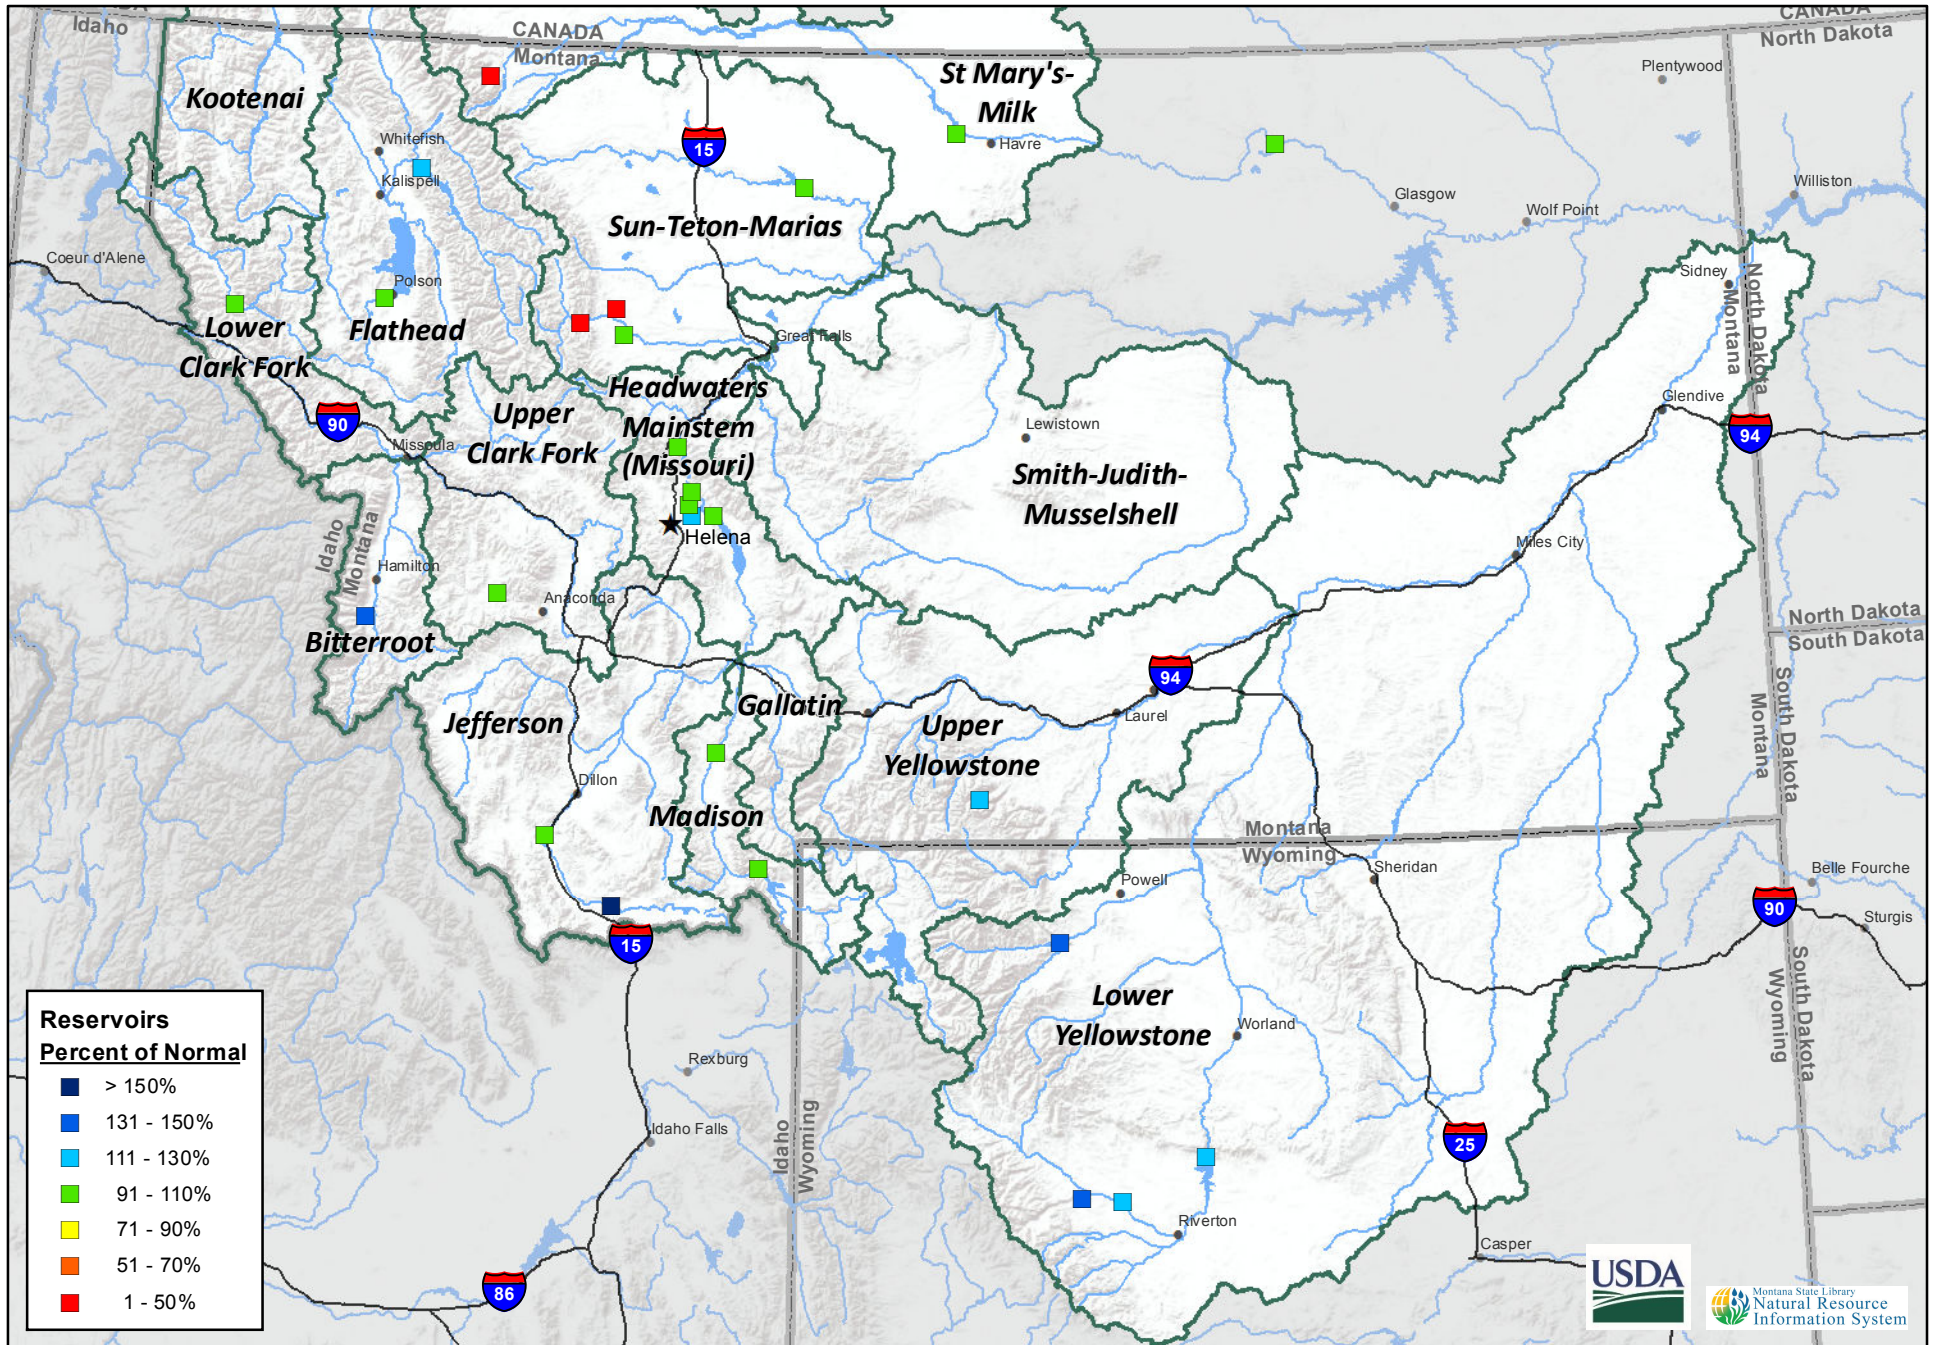 CANADA
Idaho
CANADA
Montana
CANADA
North Dakota
Kootenai
St Mary's-
Milk
Plentywood
Whitefish
15
Havre
Kalispell
Glasgow
Williston
Wolf Point
Sun-Teton-Marias
Coeur d'Alene
Polson
Sidney
North Dakota
Montana
Lower
Clark Fork
Flathead
Great Falls
Headwaters
Mainstem
(Missouri)
Upper
Clark Fork
90
Missoula
Lewistown
Glendive
94
Smith-Judith-
Musselshell
Idaho
Montana
Helena
Miles City
Hamilton
Anaconda
Bitterroot
North Dakota
South Dakota
94
Gallatin
Jefferson
Laurel
Upper
Yellowstone
South Dakota
Montana
Dillon
Madison
Montana
Wyoming
Sheridan
Powell
Belle Fourche
90
Sturgis
15
South Dakota
Wyoming
Lower
Yellowstone
Worland
Rexburg
Idaho Falls
Idaho
Wyoming
25
Riverton
Casper
86
Reservoirs
Percent of Normal
> 150%
131 - 150%
111 - 130%
91 - 110%
71 - 90%
51 - 70%
1 - 50%
USDA
Montana State Library
Natural Resource
Information System